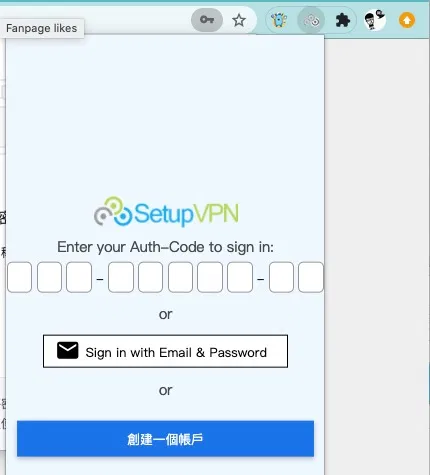 Fanpage likes
SetupVPN
Enter your Auth-Code to sign in:
- -
or
Sign in with Email & Password
or
創建一個帳戶